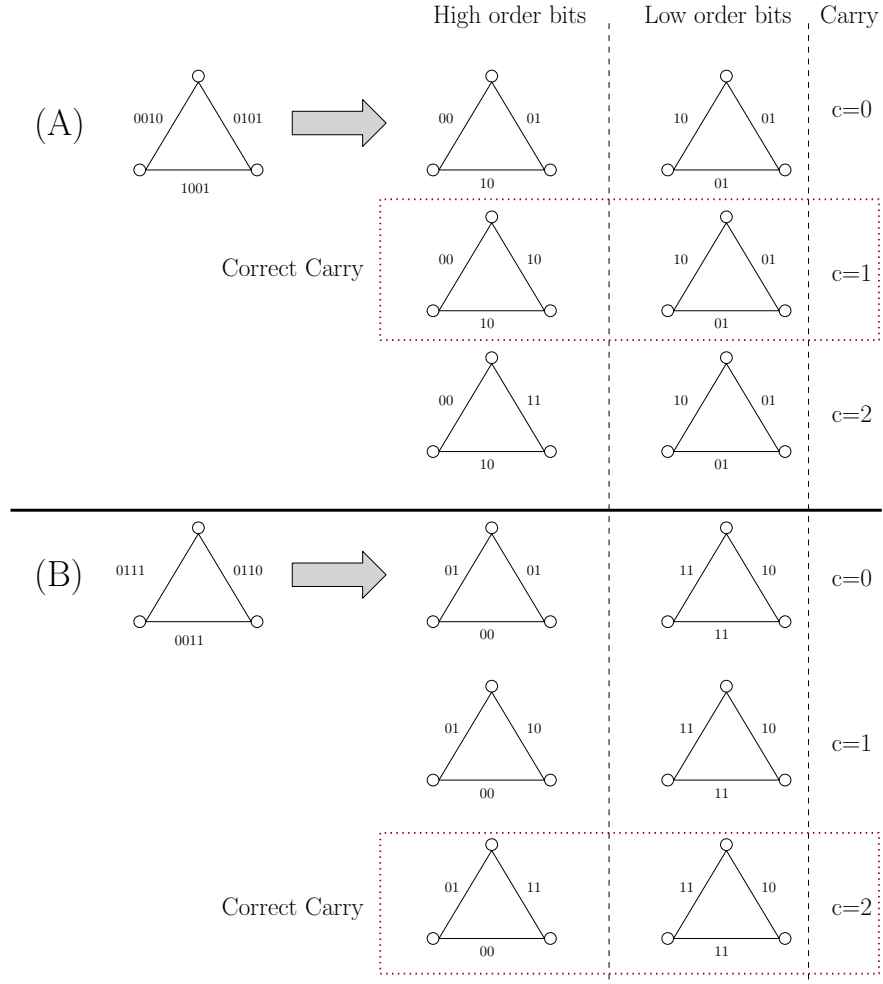 High order bits Low order bits Carry
(A) 0010 0101 00 01 10 01 c=0
1001 10 01
Correct Carry 00 10 10 01 c=1
10 01
00 11 10 01 c=2
10 01
(B) 0111 0110 01 01 11 10 c=0
0011 00 11
01 10 11 10 c=1
00 11
Correct Carry 01 11 11 10 c=2
00 11